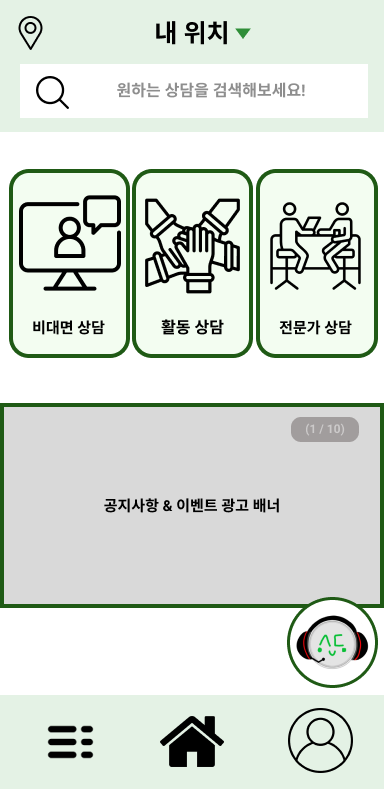 내 위치
원하는 상담을 검색해보세요!
비대면 상담
활동 상담
전문가 상담
(1 / 10)
공지사항 & 이벤트 광고 배너